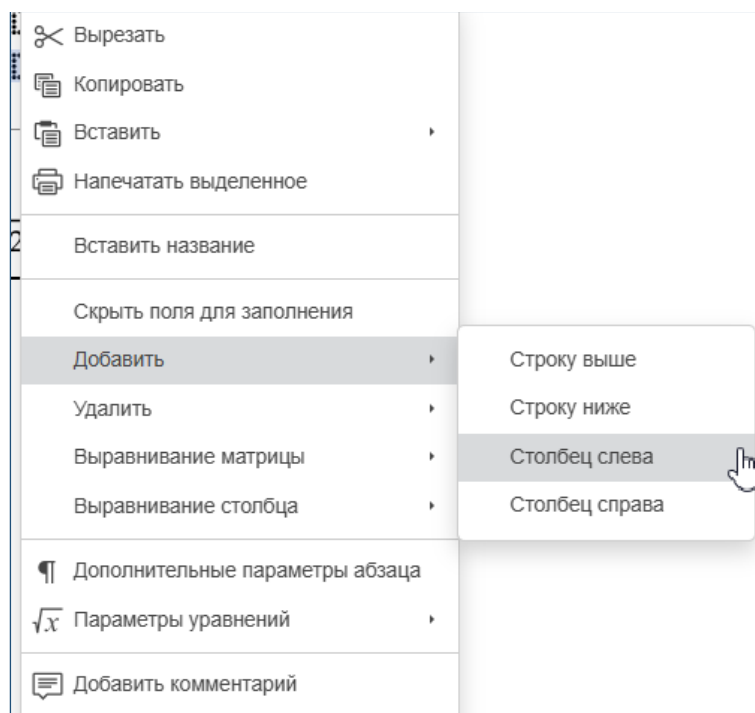 Вырезать
Копировать
Вставить
Напечатать выделенное
2
Вставить название
Скрыть поля для заполнения
Добавить
Удалить
Выравнивание матрицы
Выравнивание столбца
Дополнительные параметры абзаца
Параметры уравнений
Добавить комментарий
Строку выше
Строку ниже
Столбец слева
Столбец справа